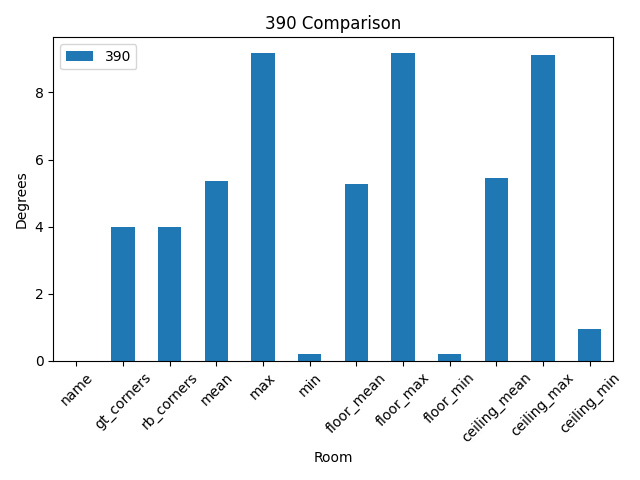 390 Comparison
390
Degrees
8
6
4
2
0
name
gt_corners
rb_corners
mean
max
min
floor_mean
floor_max
floor_min
ceiling_mean
ceiling_max
ceiling_min
Room